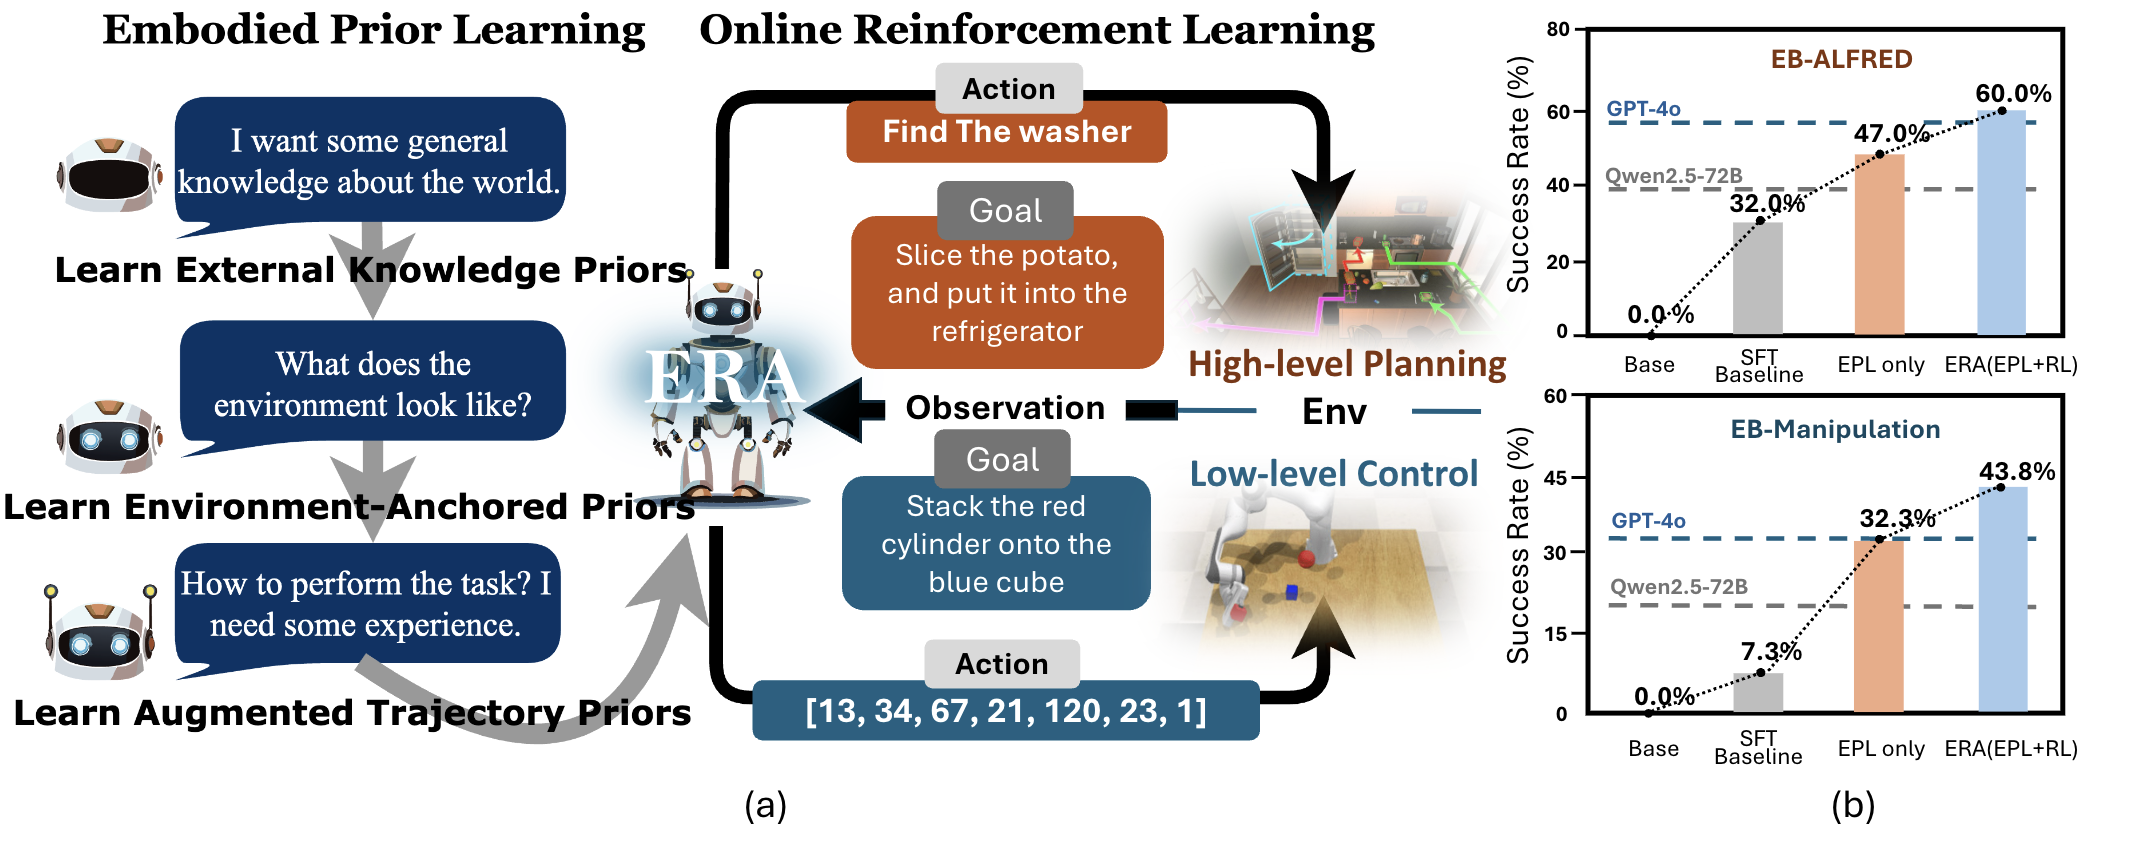 Embodied Prior Learning
I want some general
knowledge about the world.
Learn External Knowledge Priors
What does the
environment look like?
Learn Environment-Anchored Priors
How to perform the task? I
need some experience.
Learn Augmented Trajectory Priors
Online Reinforcement Learning
Action
Find The washer
Goal
Slice the potato,
and put it into the
refrigerator
ERA
High-level Planning
Observation
Env
Goal
Stack the red
cylinder onto the
blue cube
Low-level Control
Action
[13, 34, 67, 21, 120, 23, 1]
(a)
EB-ALFRED
Success Rate (%)
80
60
40
20
0
GPT-4o
Qwen2.5-72B
0.0%
32.0%
47.0%
60.0%
Base
SFT
Baseline
EPL only
ERA(EPL+RL)
EB-Manipulation
Success Rate (%)
60
45
30
15
0
GPT-4o
Qwen2.5-72B
0.0%
7.3%
32.3%
43.8%
Base
SFT
Baseline
EPL only
ERA(EPL+RL)
(b)